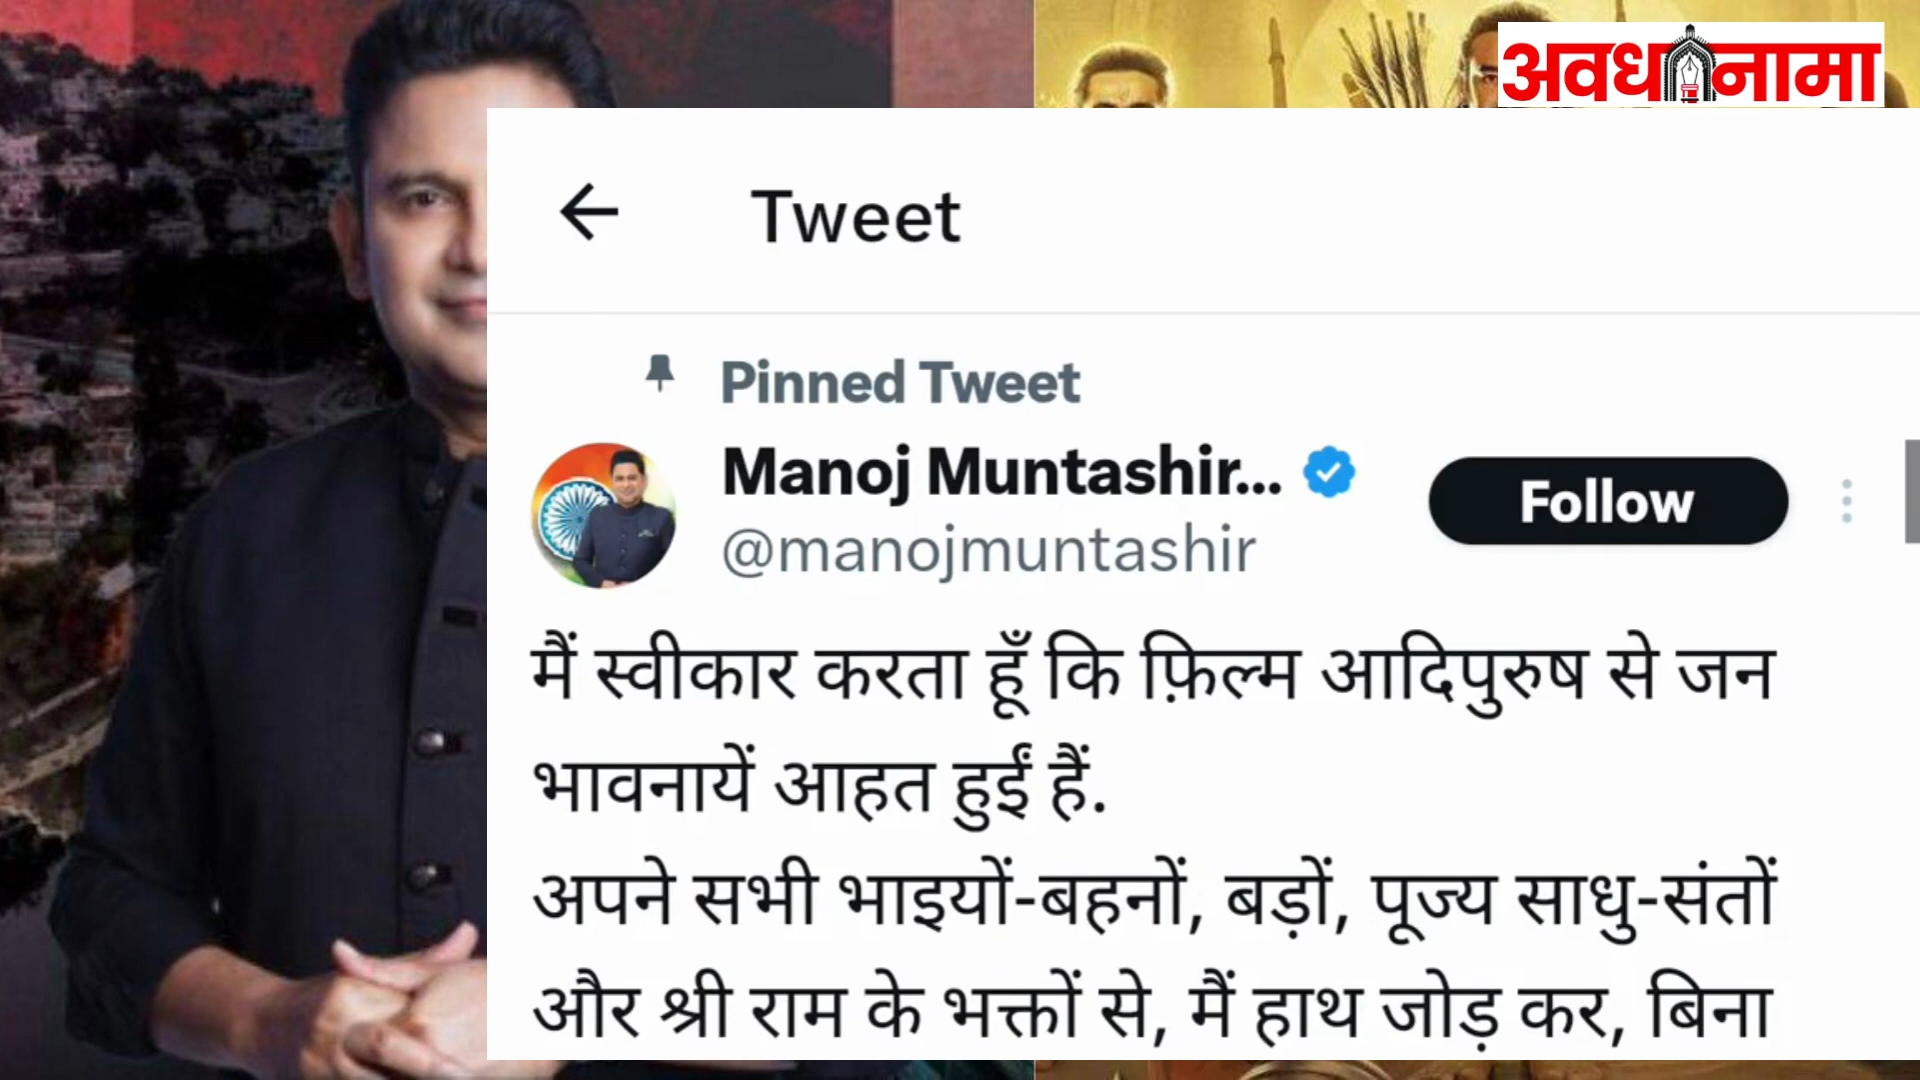 अवधनामा
Tweet
Pinned Tweet
Manoj Muntashir...
@manojmuntashir
Follow
मैं स्वीकार करता हूँ कि फ़िल्म आदिपुरुष से जन
भावनायें आहत हुईं हैं.
अपने सभी भाइयों-बहनों, बड़ों, पूज्य साधु-संतों
और श्री राम के भक्तों से, मैं हाथ जोड़ कर, बिना